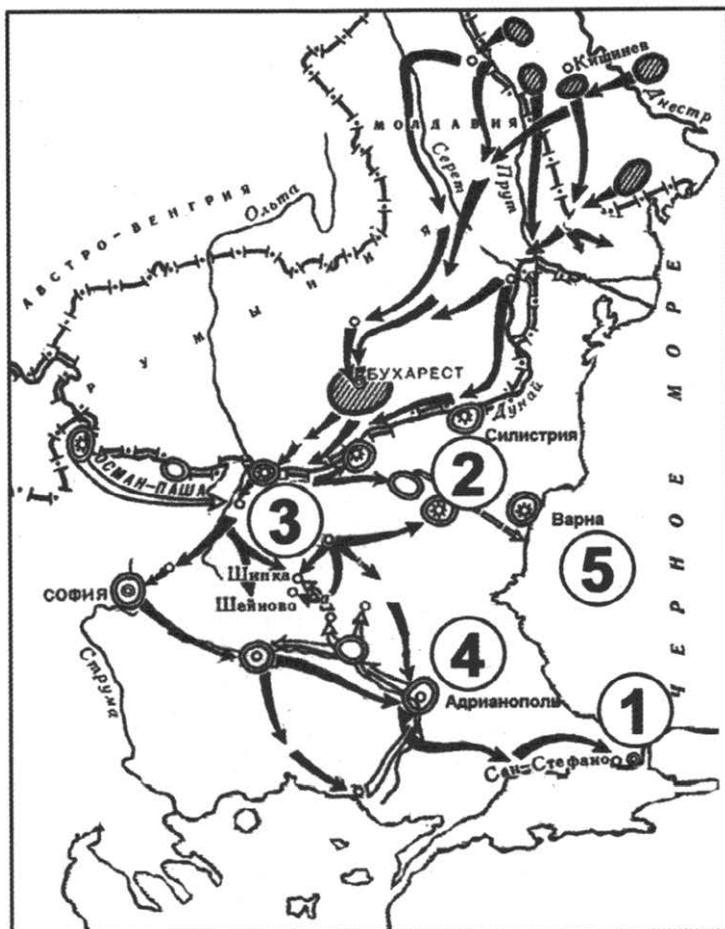 Кишинев
Днестр
МОЛДАВИЯ
Серет
Прут
АВСТРО-ВЕНГРИЯ
Ольта
РУМЫНИЯ
БУХАРЕСТ
Дунай
Силистрия
2
ОСМАН-ПАША
3
Варна
5
ЧЕРНОЕ МОРЕ
Шипка
Шейново
СОФИЯ
Струма
4
Адрианополь
1
Сан-Стефано